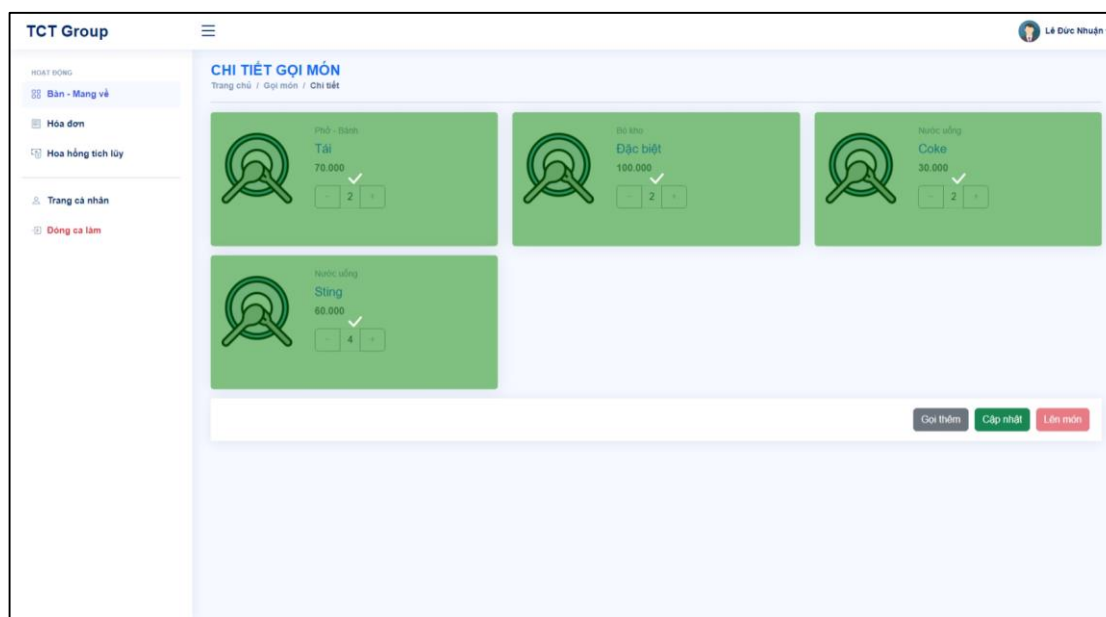 TCT Group
Lê Đức Nhuận
HOẠT ĐỘNG
Bàn - Mang về
Hóa đơn
Hoa hồng tích lũy
Trang cá nhân
Đóng ca làm
CHI TIẾT GỌI MÓN
Trang chủ / Gọi món / Chi tiết
Phở - Bánh
Tái
70.000
- 2 +
Bò kho
Đặc biệt
100.000
- 2 +
Nước uống
Coke
30.000
- 2 +
Nước uống
Sting
60.000
- 4 +
Gọi thêm
Cập nhật
Lên món